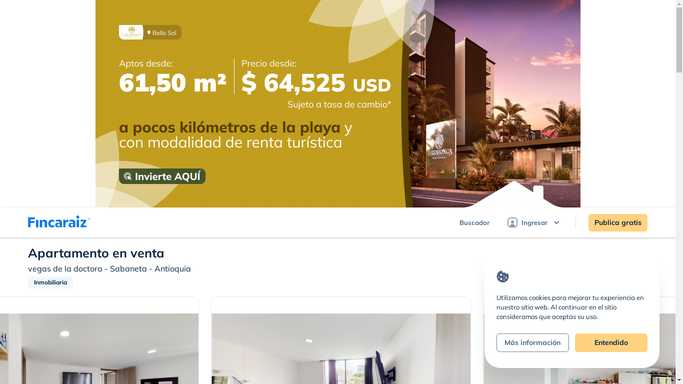 Bello Sol
Aptos desde:
61,50 m²
Precio desde:
$ 64,525 USD
Sujeto a tasa de cambio*
a pocos kilómetros de la playa y
con modalidad de renta turística
Invierte AQUÍ
Fincaraiz
Buscador
Ingresar
Publica gratis
Apartamento en venta
vegas de la doctora - Sabaneta - Antioquia
Inmobiliaria
Utilizamos cookies para mejorar tu experiencia en
nuestro sitio web. Al continuar en el sitio
consideramos que aceptas su uso.
Más información
Entendido